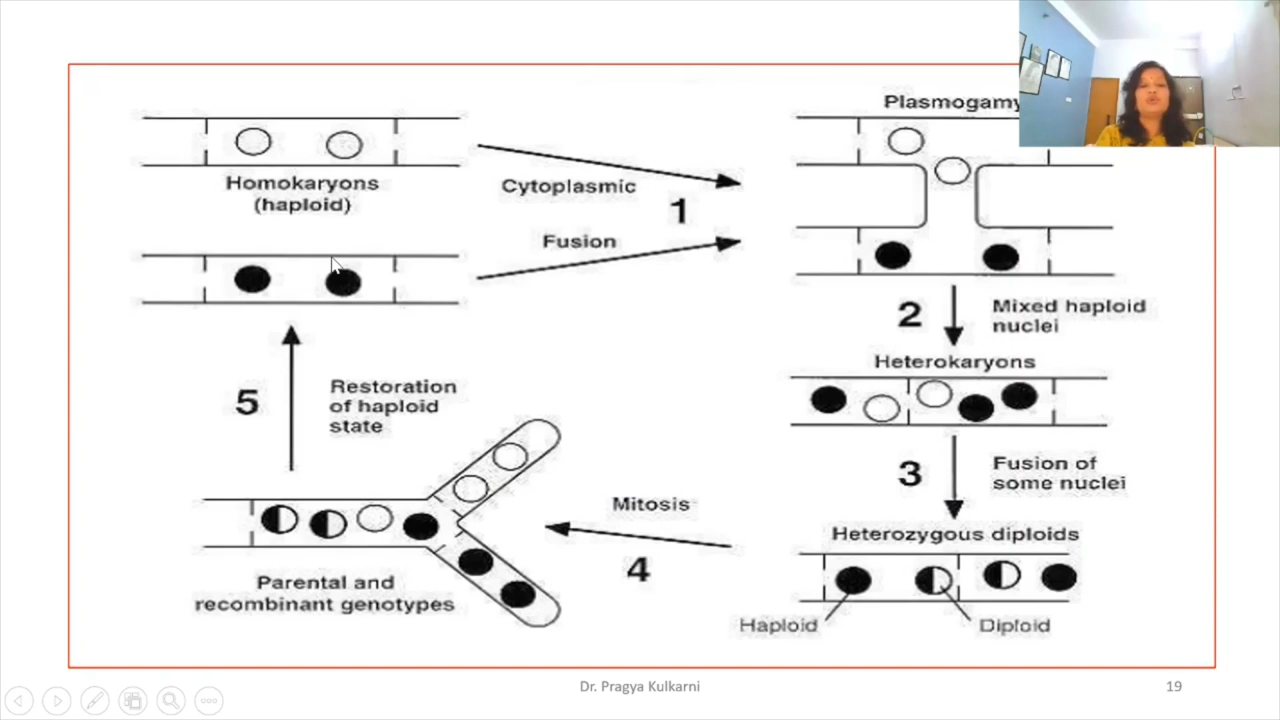 Plasmogamy
Homokaryons
(haploid)
Cytoplasmic
1
Fusion
2
Mixed haploid
nuclei
Heterokaryons
5
Restoration
of haploid
state
3
Fusion of
some nuclei
Mitosis
4
Heterozygous diploids
Parental and
recombinant genotypes
Haploid
Diploid
Dr. Pragya Kulkarni
19